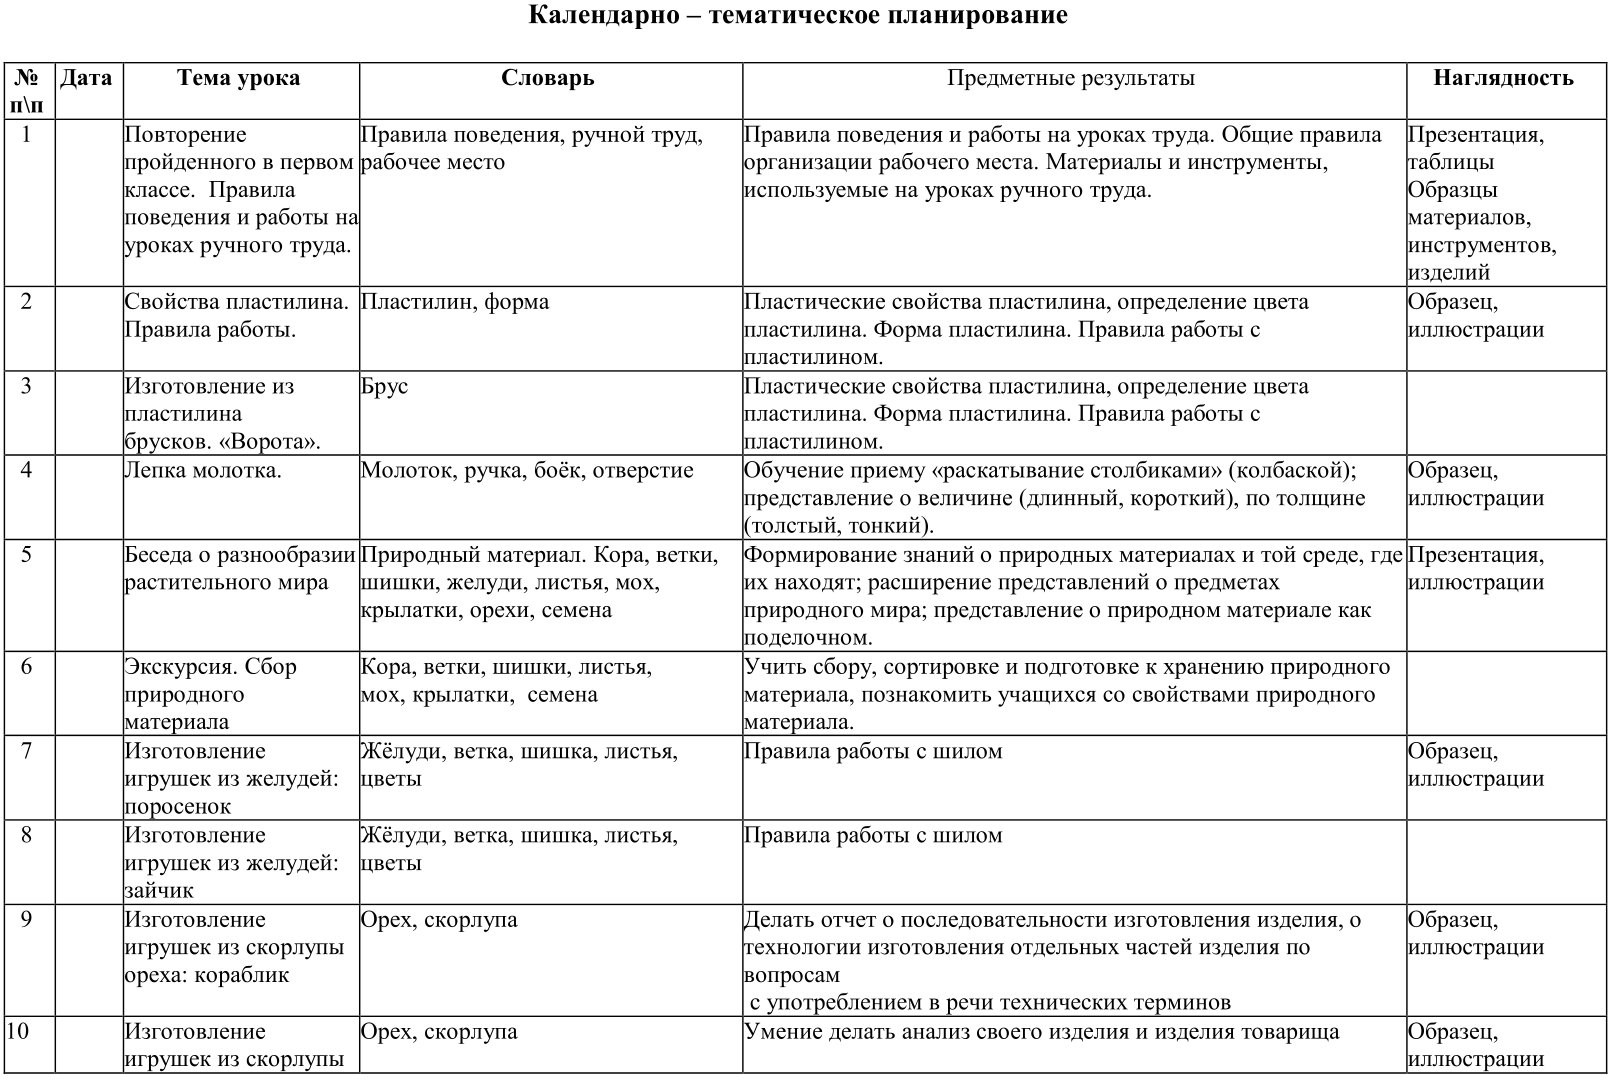 Календарно – тематическое планирование
№ п\п
Дата
Тема урока
Словарь
Предметные результаты
Наглядность
1
Повторение
пройденного в первом
классе.  Правила
поведения и работы на
уроках ручного труда.
Правила поведения, ручной труд,
рабочее место
Правила поведения и работы на уроках труда. Общие правила
организации рабочего места. Материалы и инструменты,
используемые на уроках ручного труда.
Презентация,
таблицы
Образцы
материалов,
инструментов,
изделий
2
Свойства пластилина.
Правила работы.
Пластилин, форма
Пластические свойства пластилина, определение цвета
пластилина. Форма пластилина. Правила работы с
пластилином.
Образец,
иллюстрации
3
Изготовление из
пластилина
брусков. «Ворота».
Брус
Пластические свойства пластилина, определение цвета
пластилина. Форма пластилина. Правила работы с
пластилином.
4
Лепка молотка.
Молоток, ручка, боёк, отверстие
Обучение приему «раскатывание столбиками» (колбаской);
представление о величине (длинный, короткий), по толщине
(толстый, тонкий).
Образец,
иллюстрации
5
Беседа о разнообразии
растительного мира
Природный материал. Кора, ветки,
шишки, желуди, листья, мох,
крылатки, орехи, семена
Формирование знаний о природных материалах и той среде, где
их находят; расширение представлений о предметах
природного мира; представление о природном материале как
поделочном.
Презентация,
иллюстрации
6
Экскурсия. Сбор
природного
материала
Кора, ветки, шишки, листья,
мох, крылатки,  семена
Учить сбору, сортировке и подготовке к хранению природного
материала, познакомить учащихся со свойствами природного
материала.
7
Изготовление
игрушек из желудей:
поросенок
Жёлуди, ветка, шишка, листья,
цветы
Правила работы с шилом
Образец,
иллюстрации
8
Изготовление
игрушек из желудей:
зайчик
Жёлуди, ветка, шишка, листья,
цветы
Правила работы с шилом
9
Изготовление
игрушек из скорлупы
ореха: кораблик
Орех, скорлупа
Делать отчет о последовательности изготовления изделия, о
технологии изготовления отдельных частей изделия по
вопросам
с употреблением в речи технических терминов
Образец,
иллюстрации
10
Изготовление
игрушек из скорлупы
Орех, скорлупа
Умение делать анализ своего изделия и изделия товарища
Образец,
иллюстрации